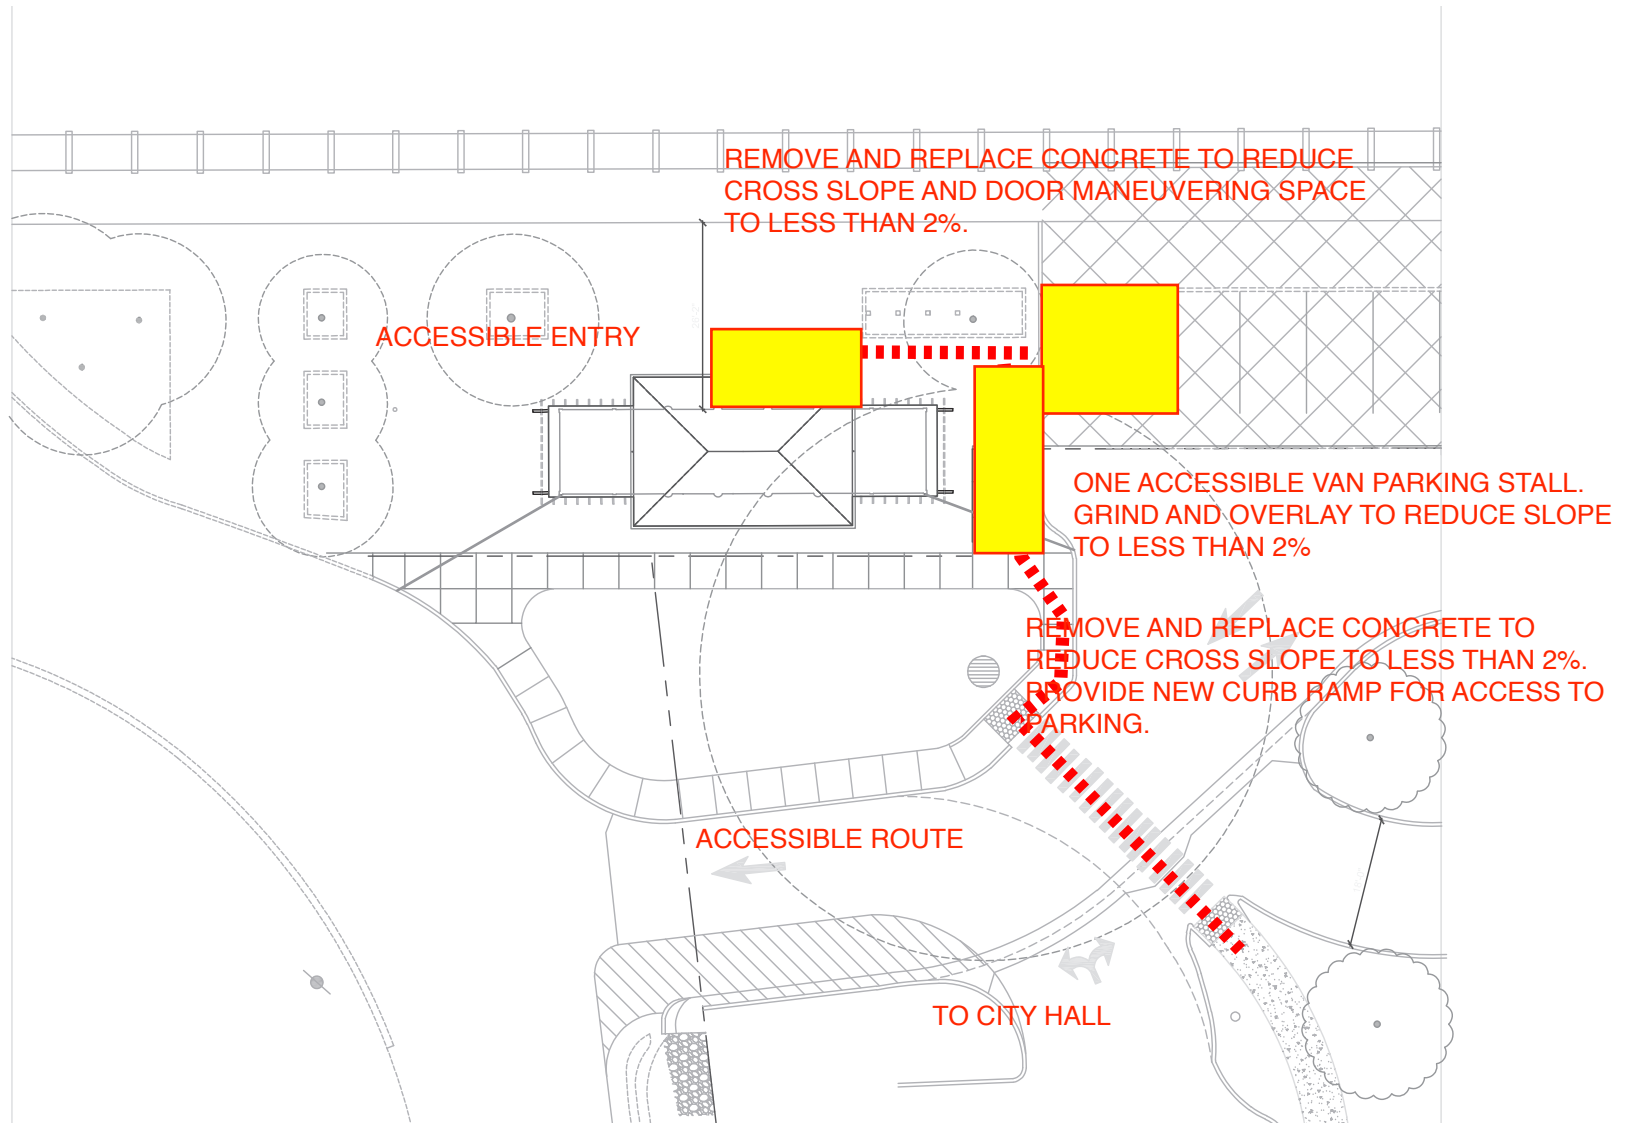 REMOVE AND REPLACE CONCRETE TO REDUCE
CROSS SLOPE AND DOOR MANEUVERING SPACE
TO LESS THAN 2%.
ACCESSIBLE ENTRY
ONE ACCESSIBLE VAN PARKING STALL.
GRIND AND OVERLAY TO REDUCE SLOPE
TO LESS THAN 2%
REMOVE AND REPLACE CONCRETE TO
REDUCE CROSS SLOPE TO LESS THAN 2%.
PROVIDE NEW CURB RAMP FOR ACCESS TO
PARKING.
ACCESSIBLE ROUTE
TO CITY HALL